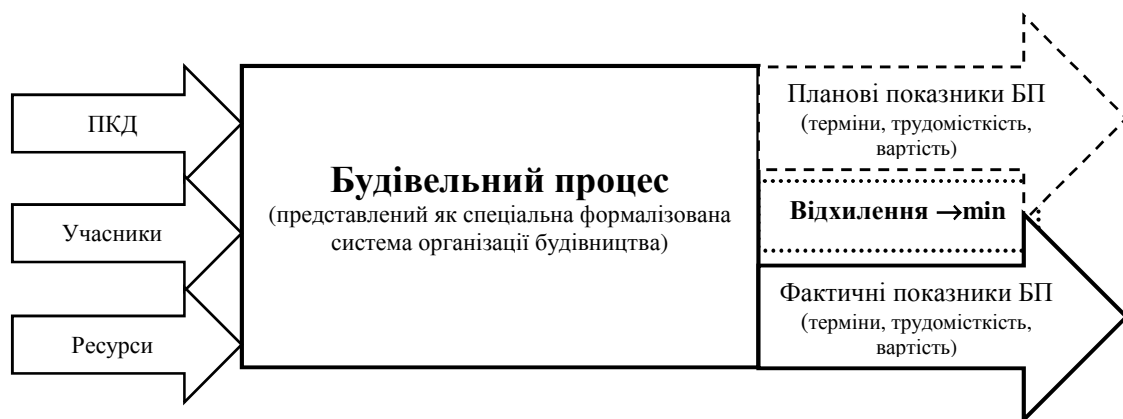 ПКД
Учасники
Ресурси
Будівельний процес
(представлений як спеціальна формалізована
система організації будівництва)
Планові показники БП
(терміни, трудомісткість,
вартість)
Відхилення →min
Фактичні показники БП
(терміни, трудомісткість,
вартість)